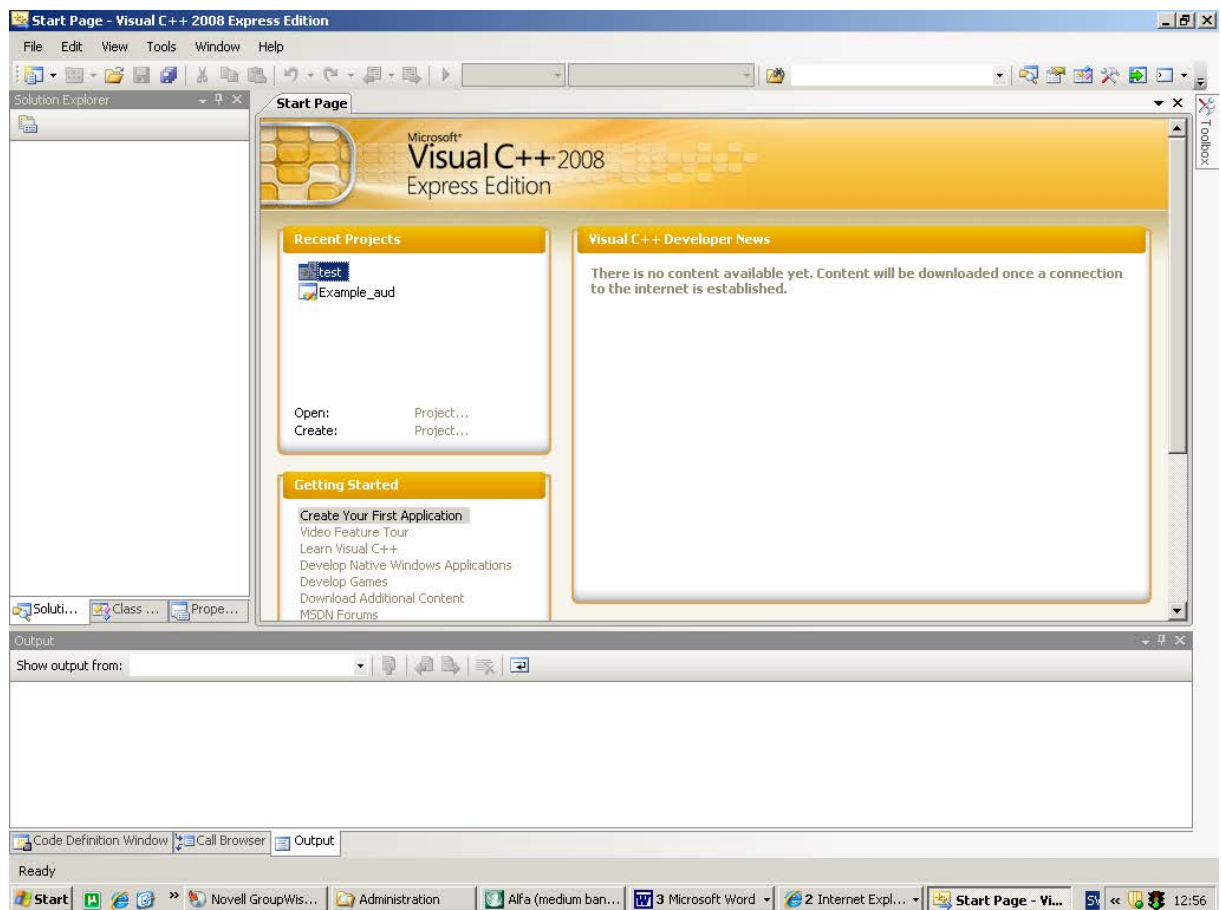 Start Page - Visual C++ 2008 Express Edition
File Edit View Tools Window Help
Solution Explorer
Start Page
Toolbox
Microsoft®
Visual C++ 2008
Express Edition
Recent Projects
test
Example_aud
Open: Project...
Create: Project...
Visual C++ Developer News
There is no content available yet. Content will be downloaded once a connection
to the internet is established.
Getting Started
Create Your First Application
Video Feature Tour
Learn Visual C++
Develop Native Windows Applications
Develop Games
Download Additional Content
MSDN Forums
Soluti... Class ... Prope...
Output
Show output from:
Code Definition Window Call Browser Output
Ready
Start Novell GroupWis... Administration Alfa (medium ban... 3 Microsoft Word 2 Internet Expl... Start Page - Vi... SV 12:56